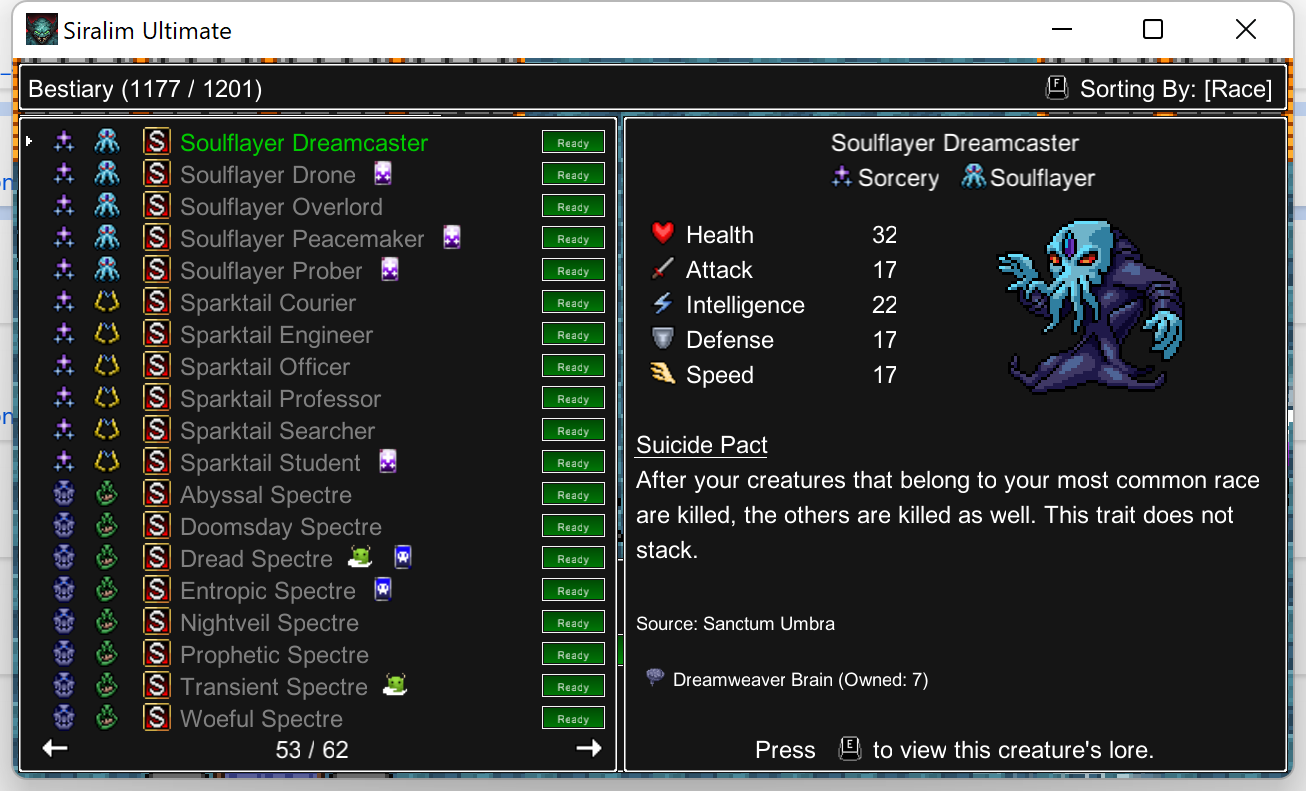 Siralim Ultimate
Bestiary (1177 / 1201)
F Sorting By: [Race]
S Soulflayer Dreamcaster Ready
S Soulflayer Drone Ready
S Soulflayer Overlord Ready
S Soulflayer Peacemaker Ready
S Soulflayer Prober Ready
S Sparktail Courier Ready
S Sparktail Engineer Ready
S Sparktail Officer Ready
S Sparktail Professor Ready
S Sparktail Searcher Ready
S Sparktail Student Ready
S Abyssal Spectre Ready
S Doomsday Spectre Ready
S Dread Spectre Ready
S Entropic Spectre Ready
S Nightveil Spectre Ready
S Prophetic Spectre Ready
S Transient Spectre Ready
S Woeful Spectre Ready
53 / 62
Soulflayer Dreamcaster
Sorcery Soulflayer
Health 32
Attack 17
Intelligence 22
Defense 17
Speed 17
Suicide Pact
After your creatures that belong to your most common race
are killed, the others are killed as well. This trait does not
stack.
Source: Sanctum Umbra
Dreamweaver Brain (Owned: 7)
Press E to view this creature's lore.